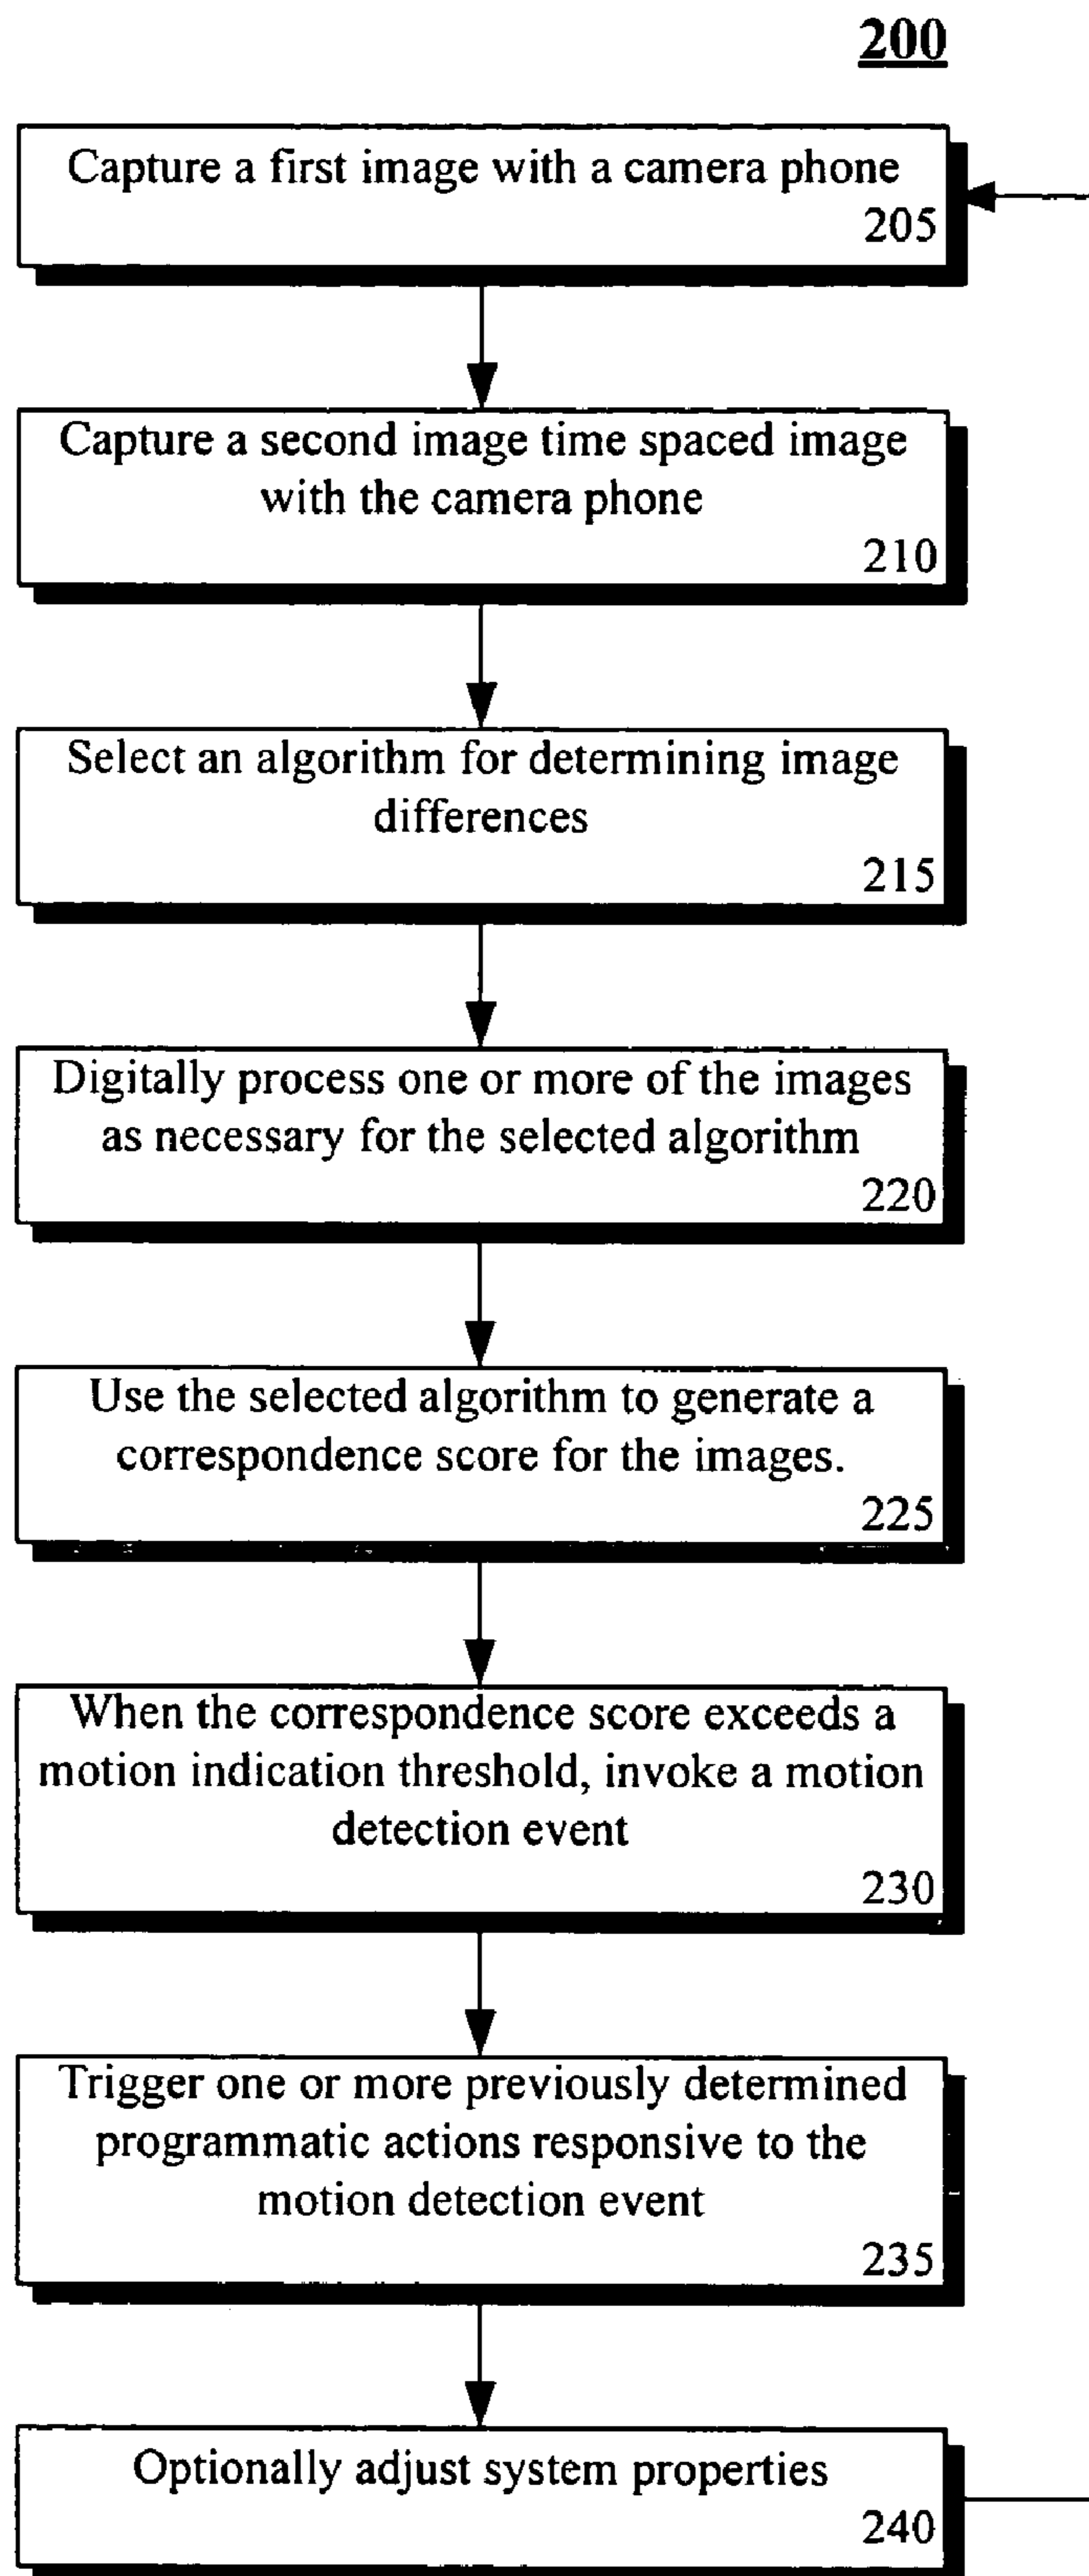 200
Capture a first image with a camera phone
205
Capture a second image time spaced image
with the camera phone
210
Select an algorithm for determining image
differences
215
Digitally process one or more of the images
as necessary for the selected algorithm
220
Use the selected algorithm to generate a
correspondence score for the images.
225
When the correspondence score exceeds a
motion indication threshold, invoke a motion
detection event
230
Trigger one or more previously determined
programmatic actions responsive to the
motion detection event
235
Optionally adjust system properties
240